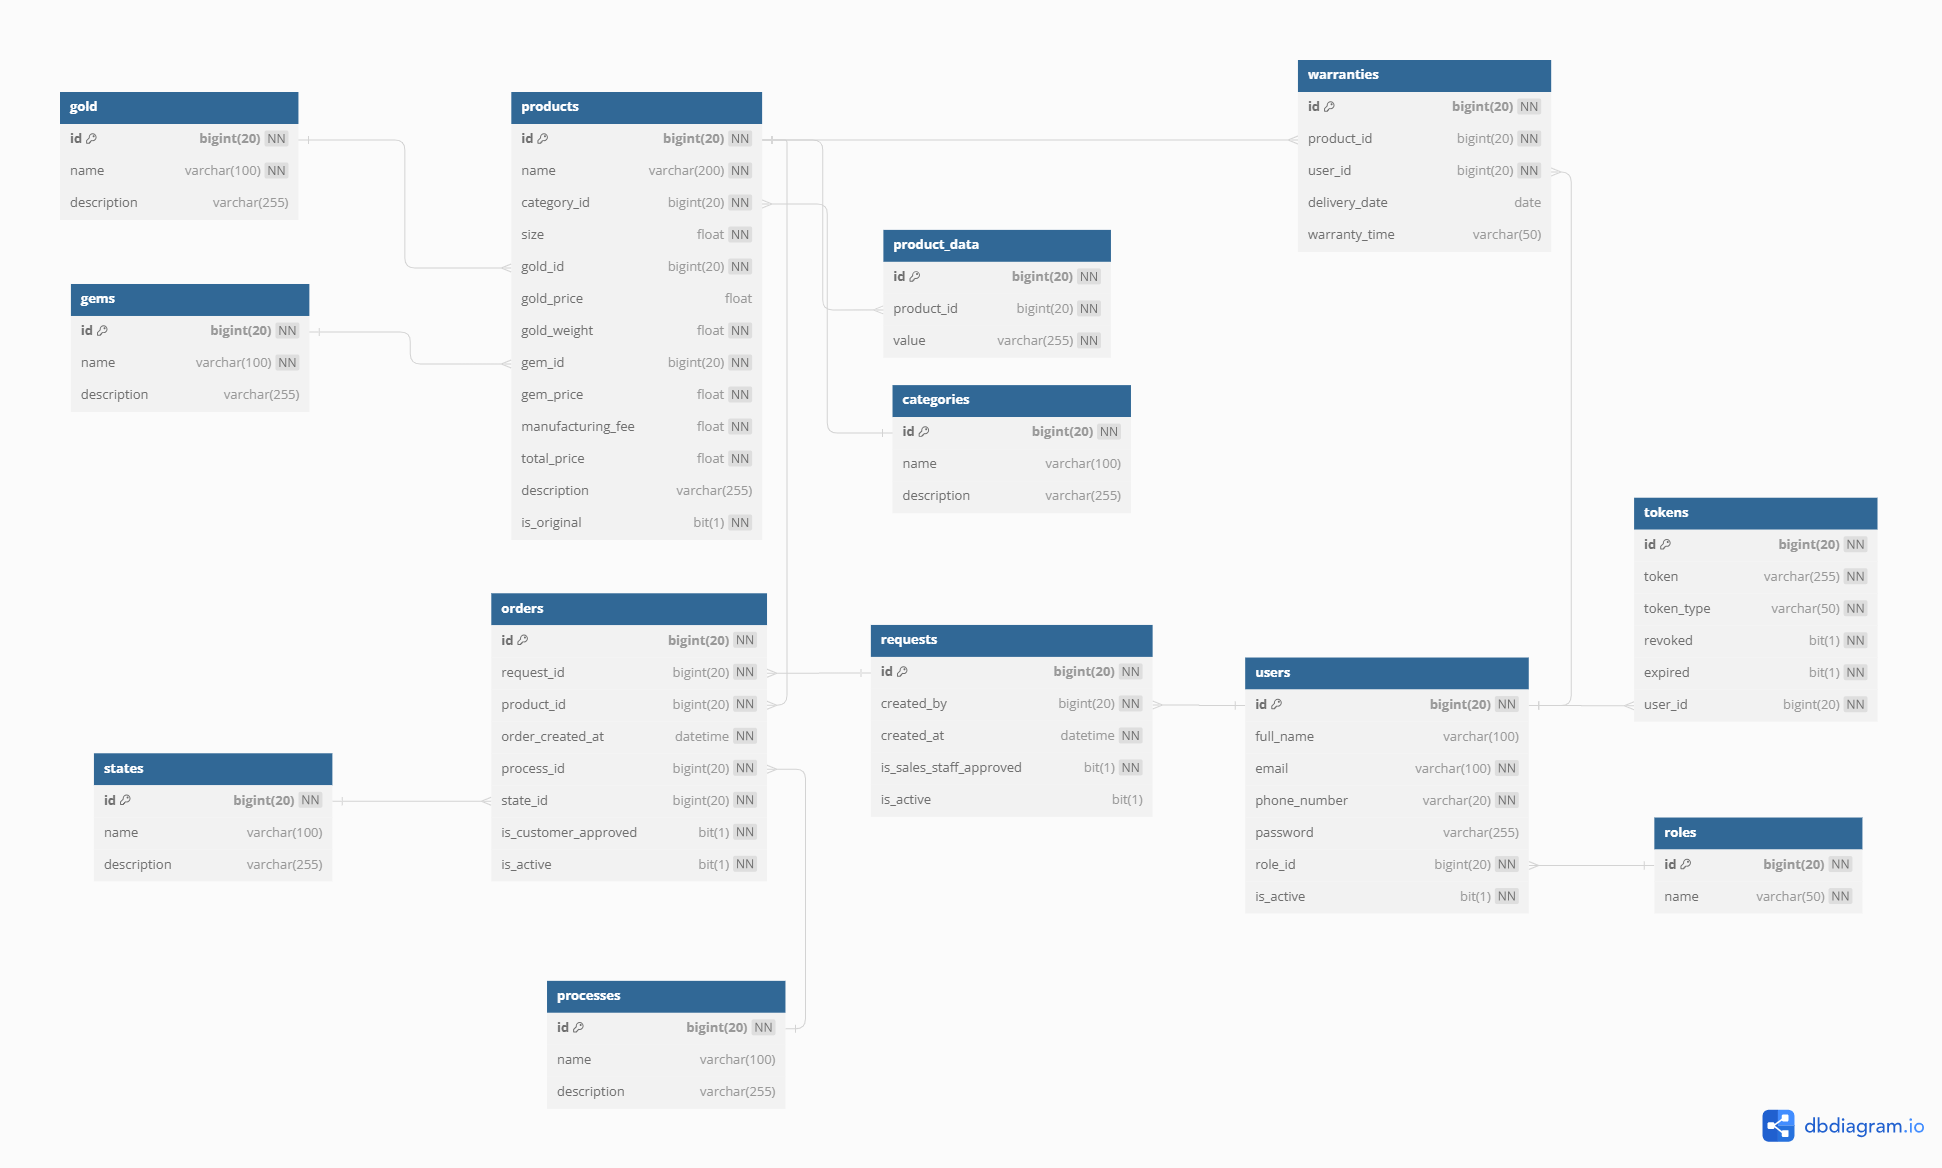 gold
id bigint(20) NN
name varchar(100) NN
description varchar(255)
gems
id bigint(20) NN
name varchar(100) NN
description varchar(255)
products
id bigint(20) NN
name varchar(200) NN
category_id bigint(20) NN
size float NN
gold_id bigint(20) NN
gold_price float
gold_weight float NN
gem_id bigint(20) NN
gem_price float NN
manufacturing_fee float NN
total_price float NN
description varchar(255)
is_original bit(1) NN
product_data
id bigint(20) NN
product_id bigint(20) NN
value varchar(255) NN
categories
id bigint(20) NN
name varchar(100)
description varchar(255)
warranties
id bigint(20) NN
product_id bigint(20) NN
user_id bigint(20) NN
delivery_date date
warranty_time varchar(50)
tokens
id bigint(20) NN
token varchar(255) NN
token_type varchar(50) NN
revoked bit(1) NN
expired bit(1) NN
user_id bigint(20) NN
orders
id bigint(20) NN
request_id bigint(20) NN
product_id bigint(20) NN
order_created_at datetime NN
process_id bigint(20) NN
state_id bigint(20) NN
is_customer_approved bit(1) NN
is_active bit(1) NN
requests
id bigint(20) NN
created_by bigint(20) NN
created_at datetime NN
is_sales_staff_approved bit(1) NN
is_active bit(1)
users
id bigint(20) NN
full_name varchar(100)
email varchar(100) NN
phone_number varchar(20) NN
password varchar(255)
role_id bigint(20) NN
is_active bit(1) NN
states
id bigint(20) NN
name varchar(100)
description varchar(255)
roles
id bigint(20) NN
name varchar(50) NN
processes
id bigint(20) NN
name varchar(100)
description varchar(255)
dbdiagram.io